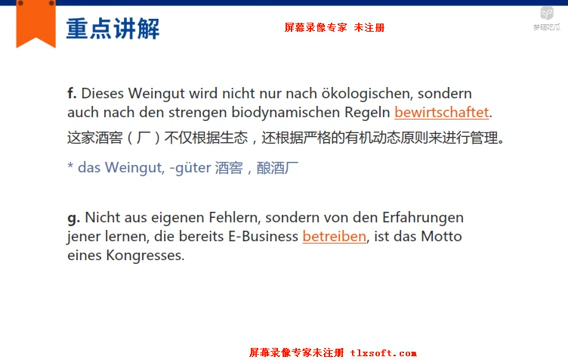 重点讲解
屏幕录像专家 未注册
f. Dieses Weingut wird nicht nur nach ökologischen, sondern
auch nach den strengen biodynamischen Regeln bewirtschaftet.
这家酒窖（厂）不仅根据生态，还根据严格的有机动态原则来进行管理。
* das Weingut, -güter 酒窖，酿酒厂
g. Nicht aus eigenen Fehlern, sondern von den Erfahrungen
jener lernen, die bereits E-Business betreiben, ist das Motto
eines Kongresses.
屏幕录像专家未注册 tlxsoft.com